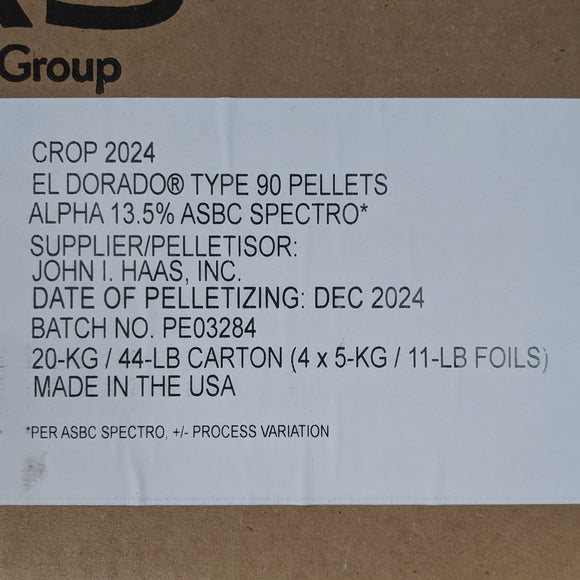 Group
CROP 2024
EL DORADO® TYPE 90 PELLETS
ALPHA 13.5% ASBC SPECTRO*
SUPPLIER/PELLETISOR:
JOHN I. HAAS, INC.
DATE OF PELLETIZING: DEC 2024
BATCH NO. PE03284
20-KG / 44-LB CARTON (4 x 5-KG / 11-LB FOILS)
MADE IN THE USA
*PER ASBC SPECTRO, +/- PROCESS VARIATION